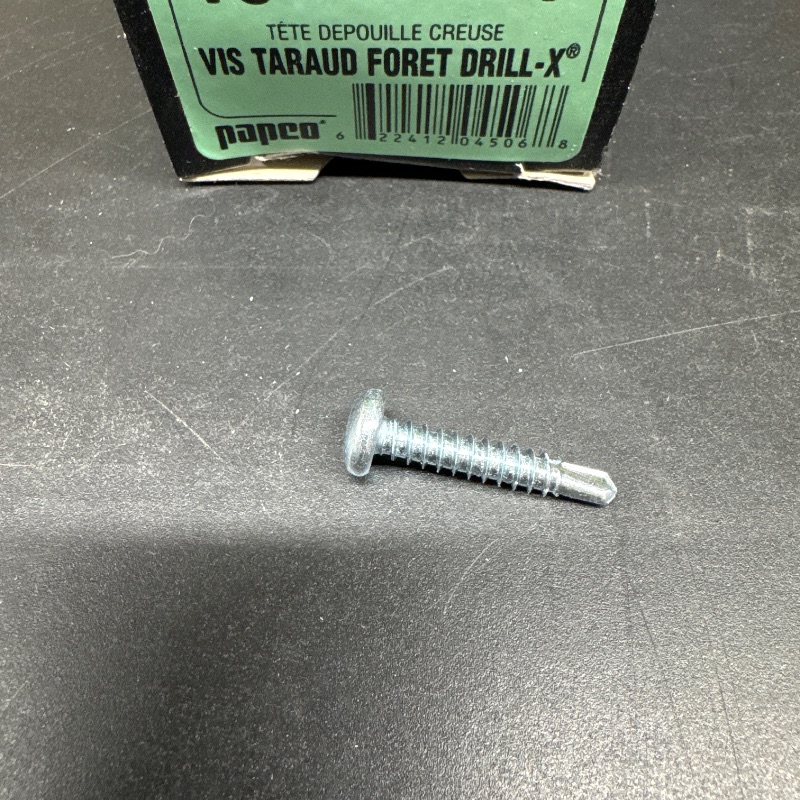 TÊTE DEPOUILLE CREUSE
VIS TARAUD FORET DRILL-X®
papco®
6 22412 04506 8